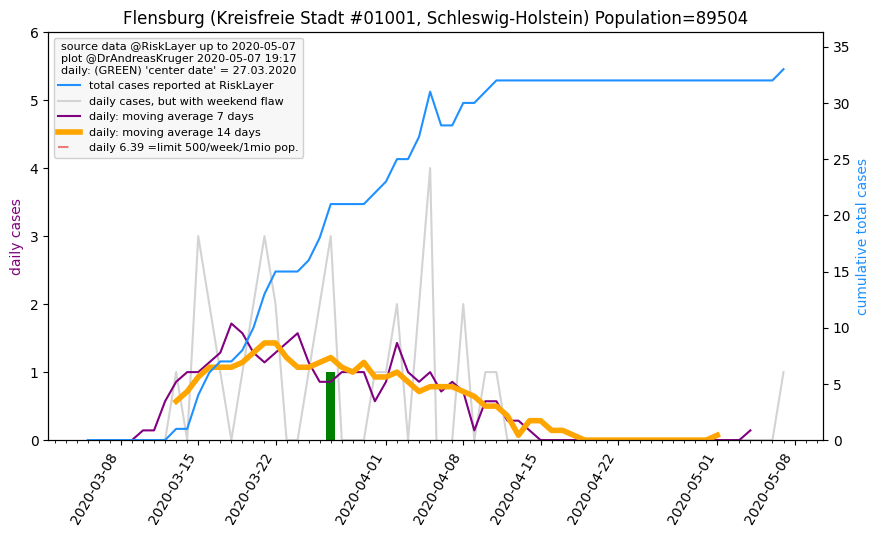 Flensburg (Kreisfreie Stadt #01001, Schleswig-Holstein) Population=89504
source data @RiskLayer up to 2020-05-07
plot @DrAndreasKruger 2020-05-07 19:17
daily: (GREEN) 'center date' = 27.03.2020
total cases reported at RiskLayer
daily cases, but with weekend flaw
daily: moving average 7 days
daily: moving average 14 days
daily 6.39 =limit 500/week/1mio pop.
daily cases
6
5
4
3
2
1
0
35
30
25
20
15
10
5
0
cumulative total cases
2020-03-08
2020-03-15
2020-03-22
2020-04-01
2020-04-08
2020-04-15
2020-04-22
2020-05-01
2020-05-08